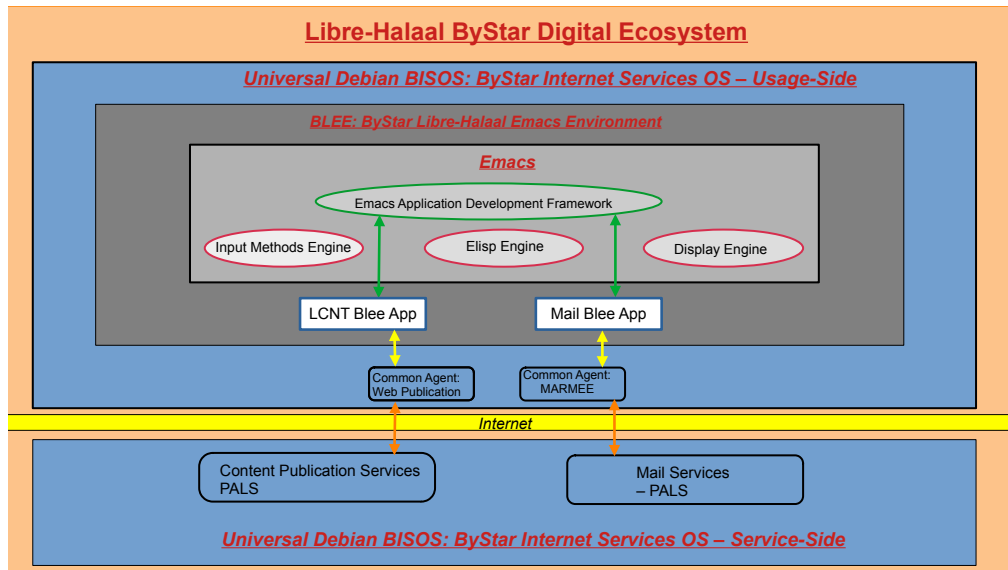 Libre-Halaal ByStar Digital Ecosystem
Universal Debian BISOS: ByStar Internet Services OS – Usage-Side
BLEE: ByStar Libre-Halaal Emacs Environment
Emacs
Emacs Application Development Framework
Input Methods Engine
Elisp Engine
Display Engine
LCNT Blee App
Mail Blee App
Common Agent:
Web Publication
Common Agent:
MARMEE
Internet
Content Publication Services
PALS
Mail Services
– PALS
Universal Debian BISOS: ByStar Internet Services OS – Service-Side